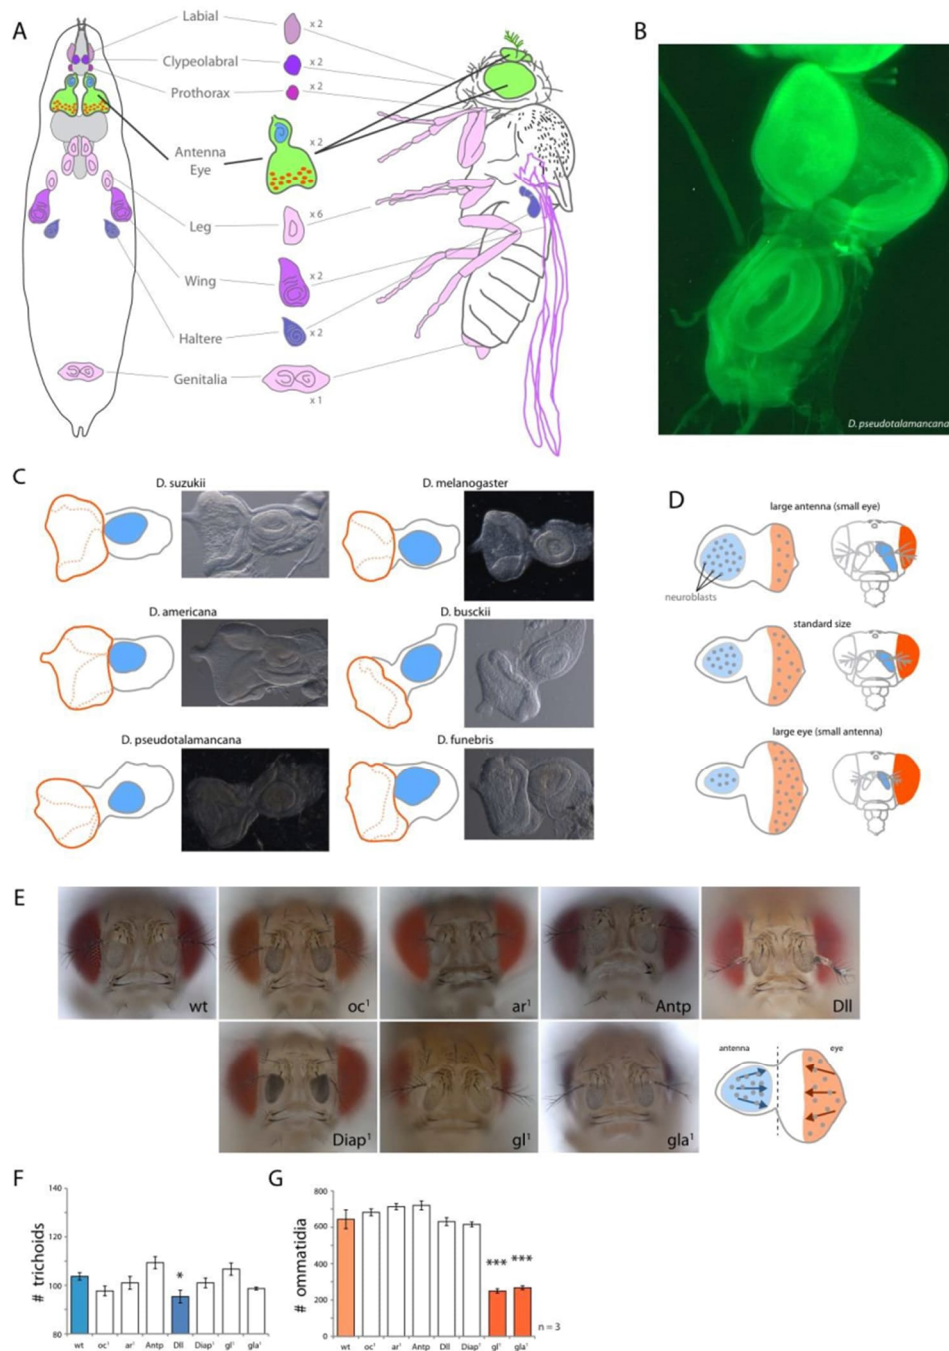 A
Labial
x 2
Clypeolabral
x 2
Prothorax
x 2
Antenna
Eye
x 2
Leg
x 6
Wing
x 2
Haltere
x 2
Genitalia
x 1
B
D. pseudotalamancana
C
D. suzukii
D. melanogaster
D. americana
D. busckii
D. pseudotalamancana
D. funebris
D
large antenna (small eye)
neuroblasts
standard size
large eye (small antenna)
E
wt
oc1
ar1
Antp
Dll
Diap1
gl1
gla1
antenna
eye
F
# trichoids
140
120
100
80
*
wt
oc1
ar1
Antp
Dll
Diap1
gl1
gla1
G
# ommatidia
800
600
400
200
0
***
***
n = 3
wt
oc1
ar1
Antp
Dll
Diap1
gl1
gla1